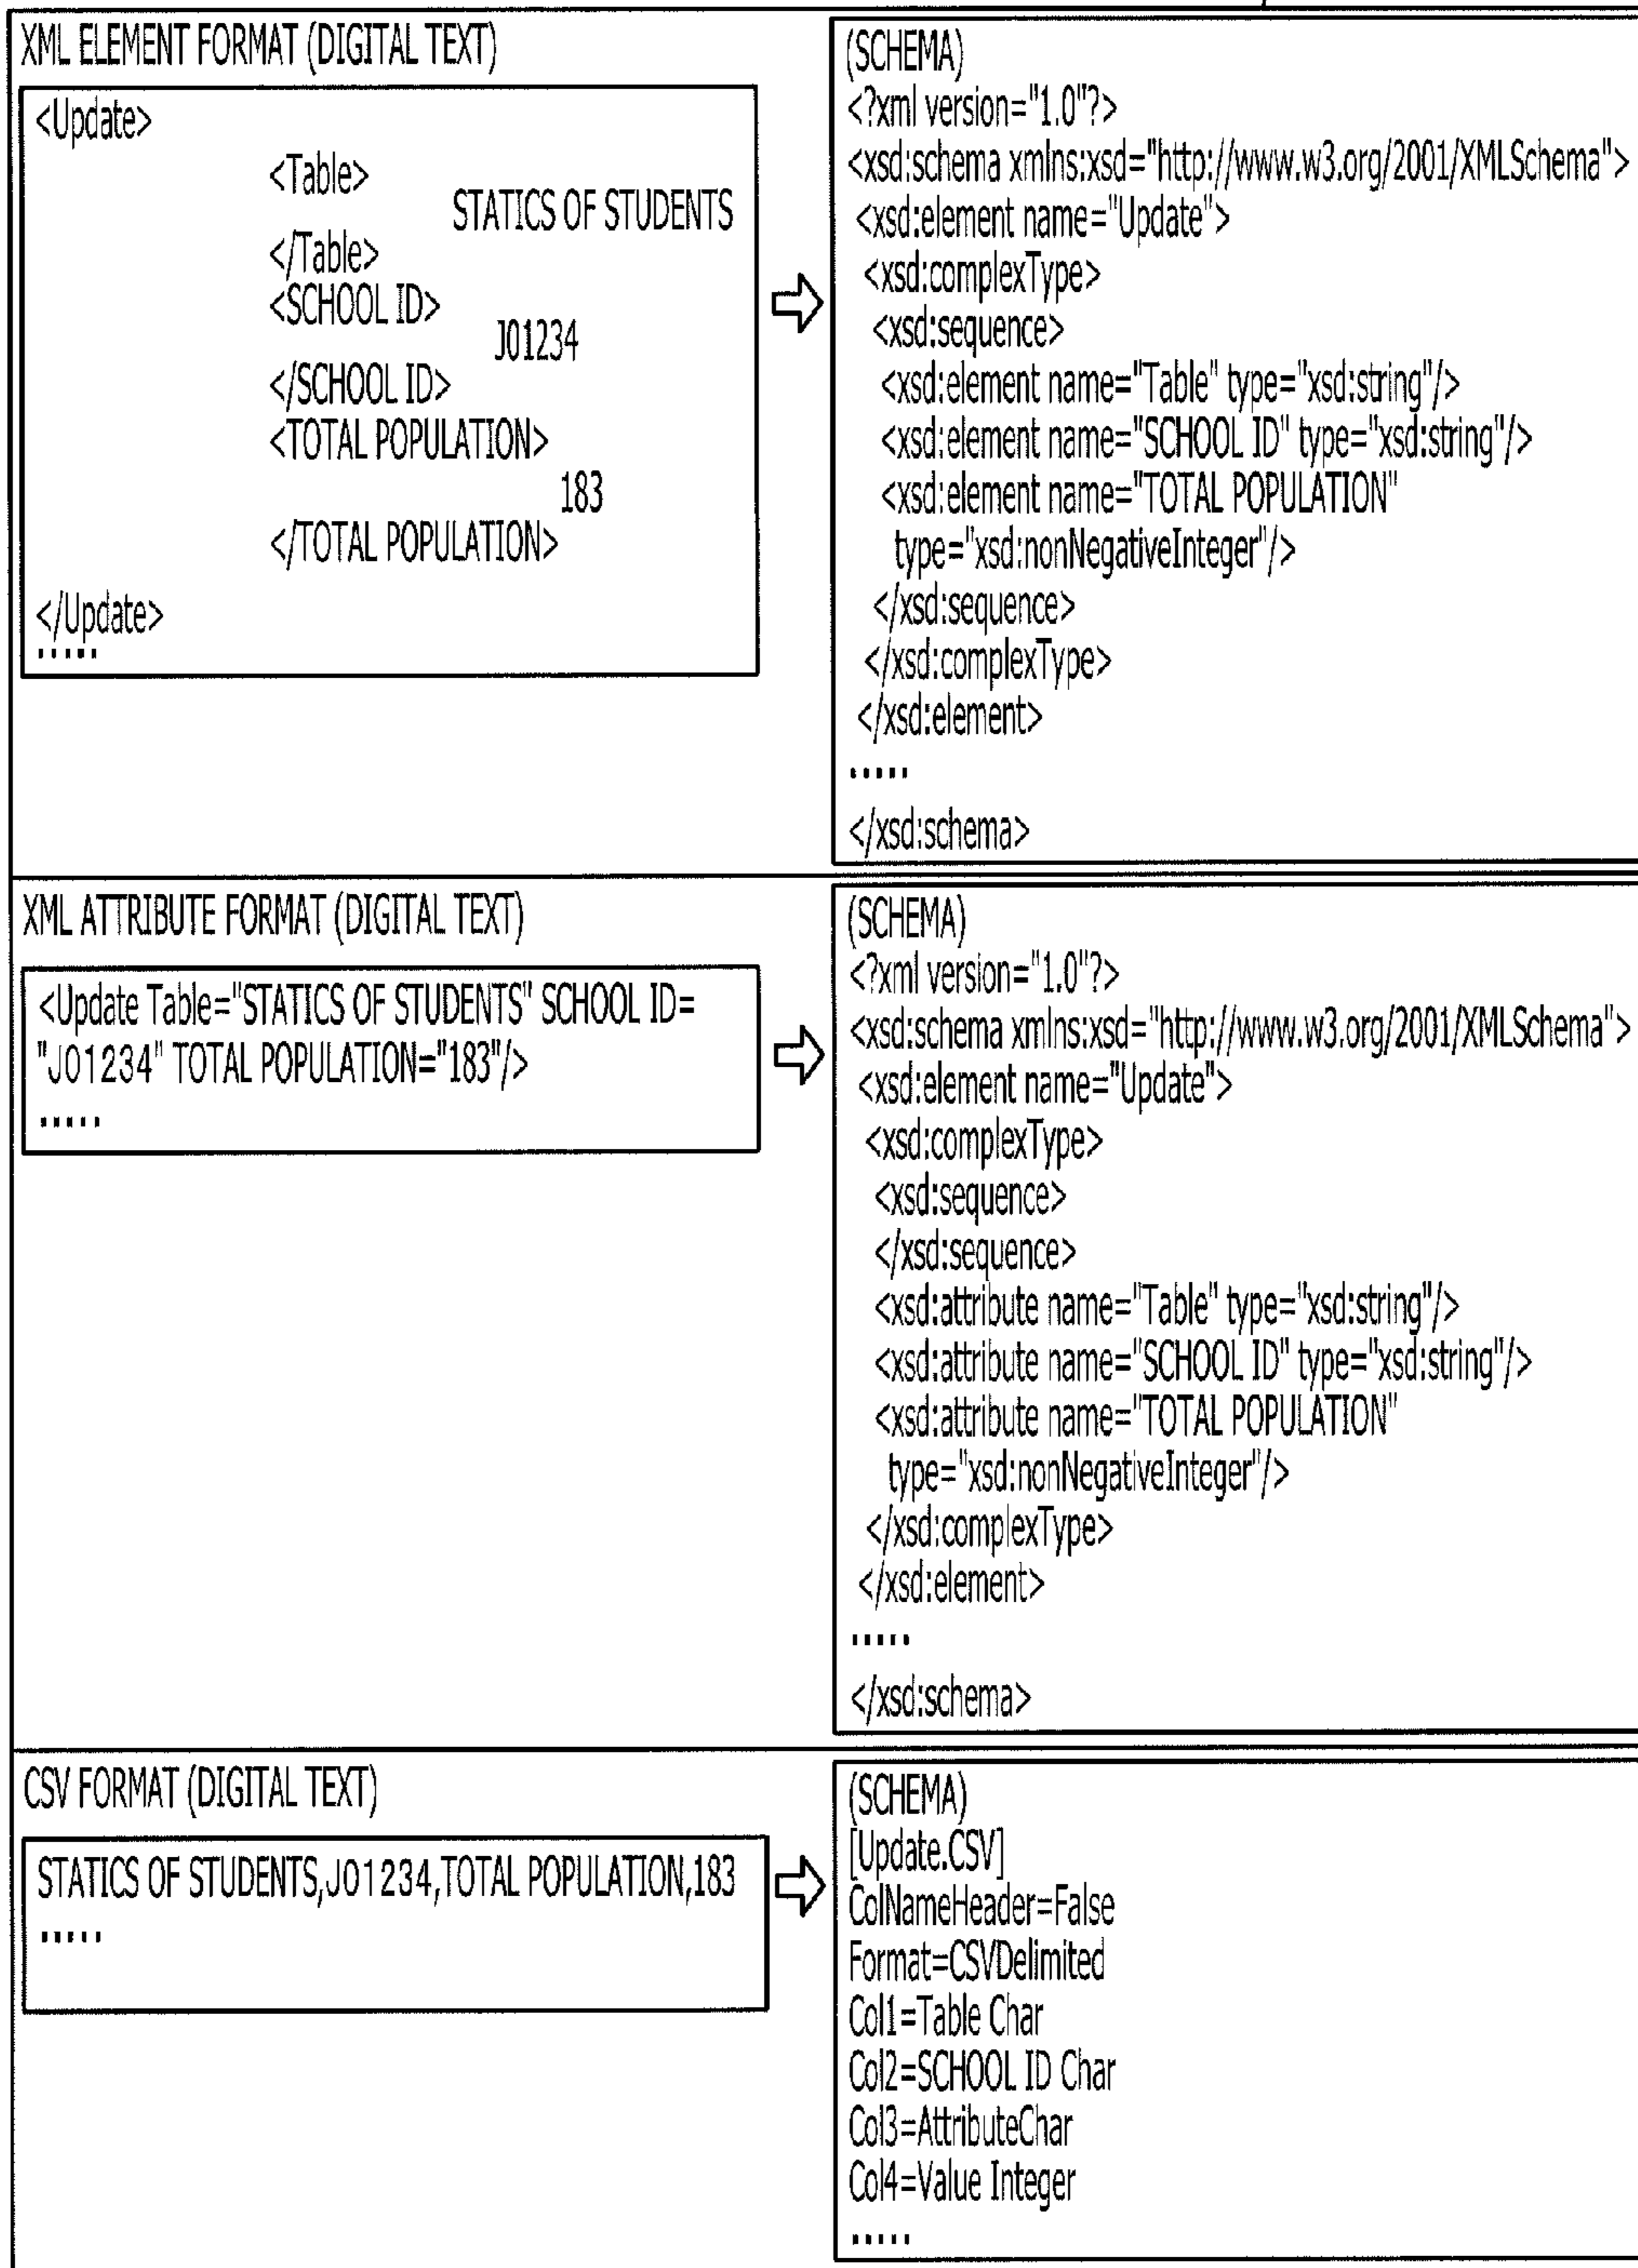 XML ELEMENT FORMAT (DIGITAL TEXT)
<Update>
<Table>
STATICS OF STUDENTS
</Table>
<SCHOOL ID>
J01234
</SCHOOL ID>
<TOTAL POPULATION>
183
</TOTAL POPULATION>
</Update>
.....
(SCHEMA)
<?xml version="1.0"?>
<xsd:schema xmlns:xsd="http://www.w3.org/2001/XMLSchema">
<xsd:element name="Update">
<xsd:complexType>
<xsd:sequence>
<xsd:element name="Table" type="xsd:string"/>
<xsd:element name="SCHOOL ID" type="xsd:string"/>
<xsd:element name="TOTAL POPULATION"
type="xsd:nonNegativeInteger"/>
</xsd:sequence>
</xsd:complexType>
</xsd:element>
.....
</xsd:schema>
XML ATTRIBUTE FORMAT (DIGITAL TEXT)
<Update Table="STATICS OF STUDENTS" SCHOOL ID=
"J01234" TOTAL POPULATION="183"/>
.....
(SCHEMA)
<?xml version="1.0"?>
<xsd:schema xmlns:xsd="http://www.w3.org/2001/XMLSchema">
<xsd:element name="Update">
<xsd:complexType>
<xsd:sequence>
</xsd:sequence>
<xsd:attribute name="Table" type="xsd:string"/>
<xsd:attribute name="SCHOOL ID" type="xsd:string"/>
<xsd:attribute name="TOTAL POPULATION"
type="xsd:nonNegativeInteger"/>
</xsd:complexType>
</xsd:element>
.....
</xsd:schema>
CSV FORMAT (DIGITAL TEXT)
STATICS OF STUDENTS,J01234,TOTAL POPULATION,183
.....
(SCHEMA)
[Update.CSV]
ColNameHeader=False
Format=CSVDelimited
Col1=Table Char
Col2=SCHOOL ID Char
Col3=AttributeChar
Col4=Value Integer
.....